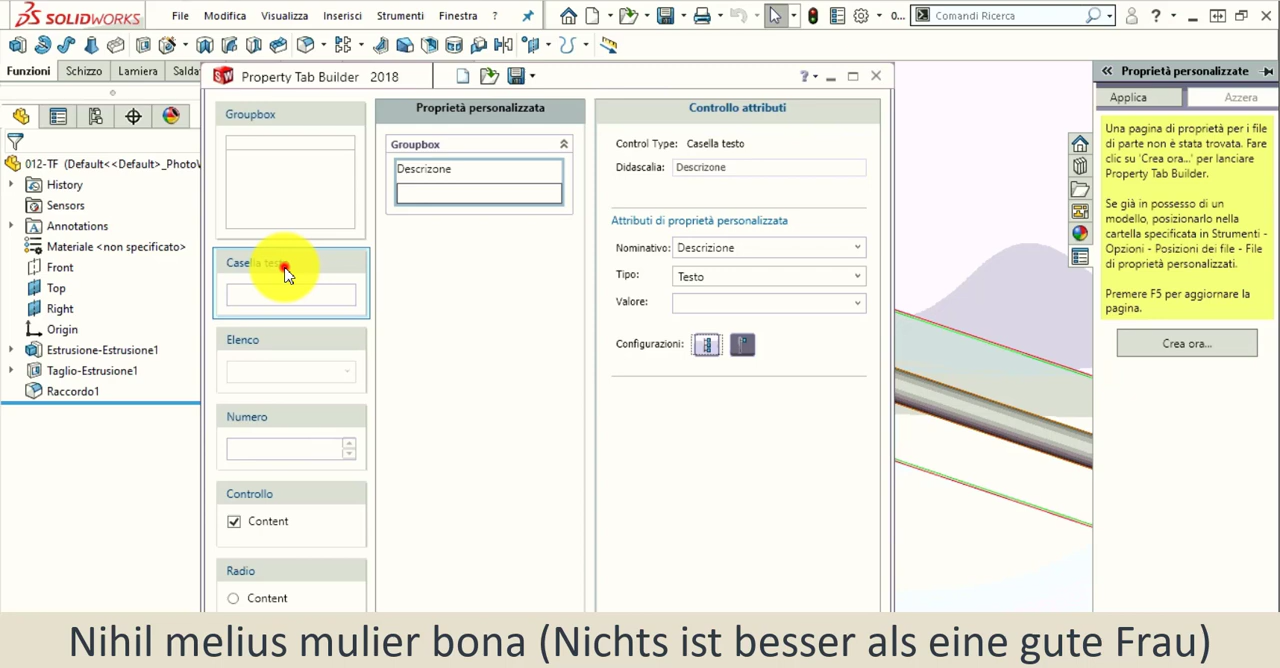 SOLIDWORKS File Modifica Visualizza Inserisci Strumenti Finestra ? 0... Comandi Ricerca ?
Funzioni Schizzo Lamiera Salda
Property Tab Builder 2018 ?
Proprietà personalizzate
Applica Azzera
Groupbox
Proprietà personalizzata
Groupbox
Descrizone
Controllo attributi
Control Type: Casella testo
Didascalia: Descrizone
Attributi di proprietà personalizzata
Nominativo: Descrizione
Tipo: Testo
Valore:
Configurazioni:
012-TF (Default<<Default>_PhotoW
History
Sensors
Annotations
Materiale <non specificato>
Front
Top
Right
Origin
Estrusione-Estrusione1
Taglio-Estrusione1
Raccordo1
Casella testo
Elenco
Numero
Controllo
Content
Radio
Content
Una pagina di proprietà per i file
di parte non è stata trovata. Fare
clic su 'Crea ora...' per lanciare
Property Tab Builder.
Se già in possesso di un
modello, posizionarlo nella
cartella specificata in Strumenti -
Opzioni - Posizioni dei file - File
di proprietà personalizzati.
Premere F5 per aggiornare la
pagina.
Crea ora...
Nihil melius mulier bona (Nichts ist besser als eine gute Frau)